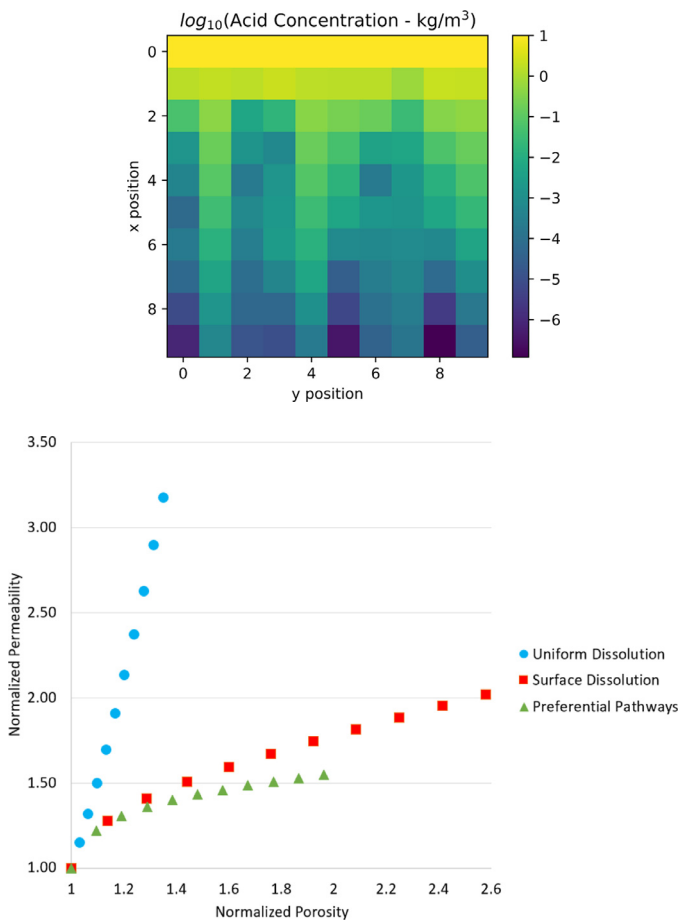 log₁₀(Acid Concentration - kg/m³)
0
2
4
6
8
x position
0 2 4 6 8
y position
1
0
−1
−2
−3
−4
−5
−6
3.50
3.00
2.50
2.00
1.50
1.00
Normalized Permeability
1 1.2 1.4 1.6 1.8 2 2.2 2.4 2.6
Normalized Porosity
Uniform Dissolution
Surface Dissolution
Preferential Pathways